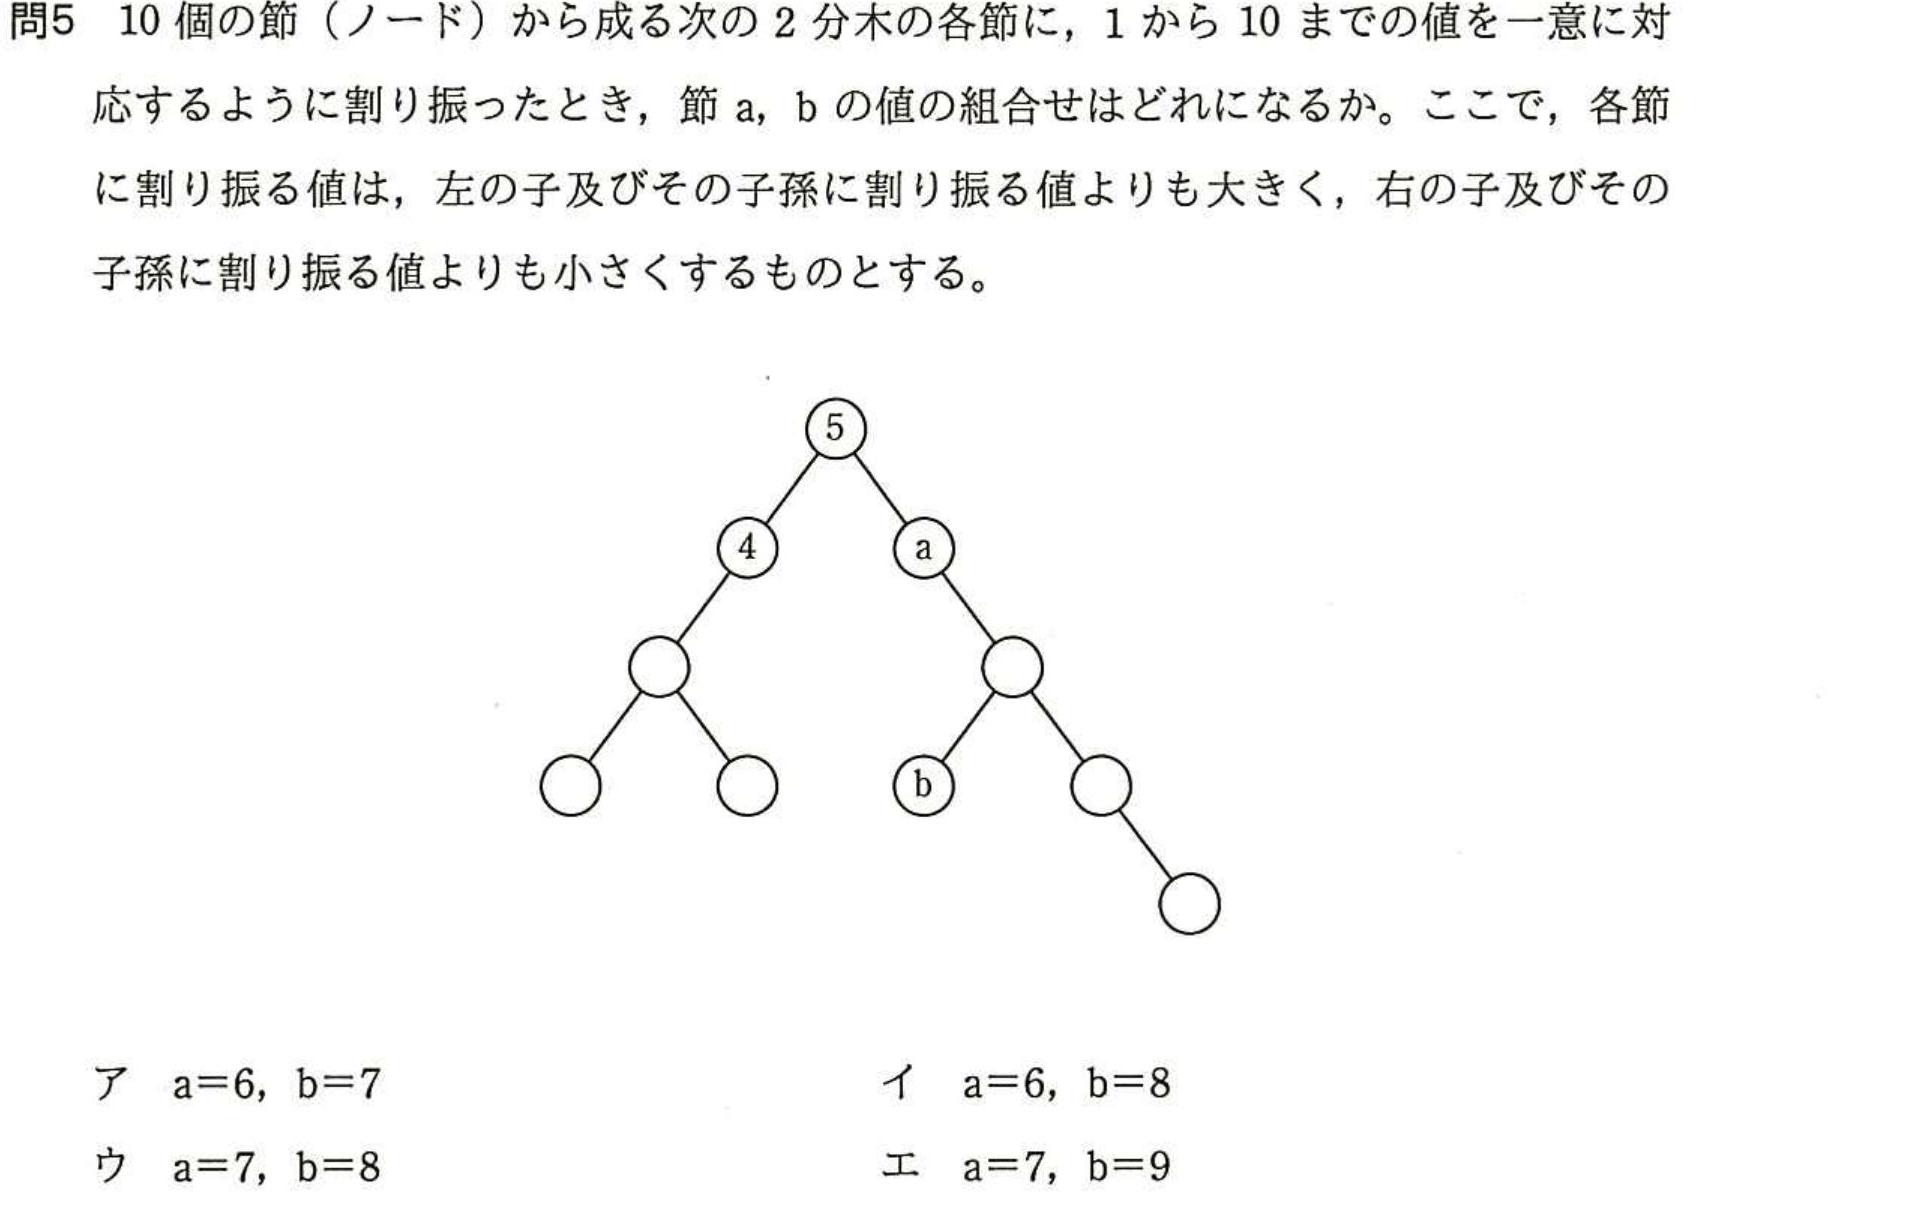 問5 10 個の節（ノード）から成る次の 2 分木の各節に，1 から 10 までの値を一意に対
応するように割り振ったとき，節 a，b の値の組合せはどれになるか。ここで，各節
に割り振る値は，左の子及びその子孫に割り振る値よりも大きく，右の子及びその
子孫に割り振る値よりも小さくするものとする。
5
4 a
b
ア a=6，b=7 イ a=6，b=8
ウ a=7，b=8 エ a=7，b=9